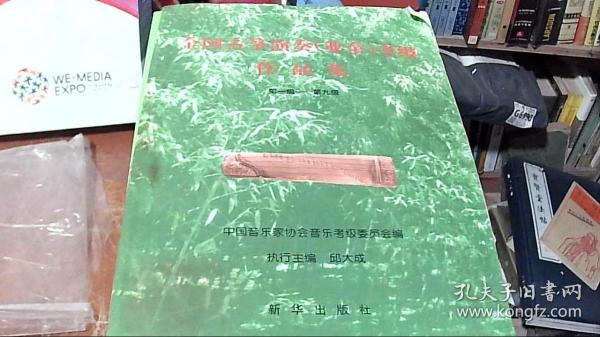 全国古筝演奏(业余)考级
作品集
第一级——第九级
中国音乐家协会音乐考级委员会编
执行主编 邱大成
新华出版社
WE-MEDIA
EXPO
孔夫子旧书网
www.kongfz.com